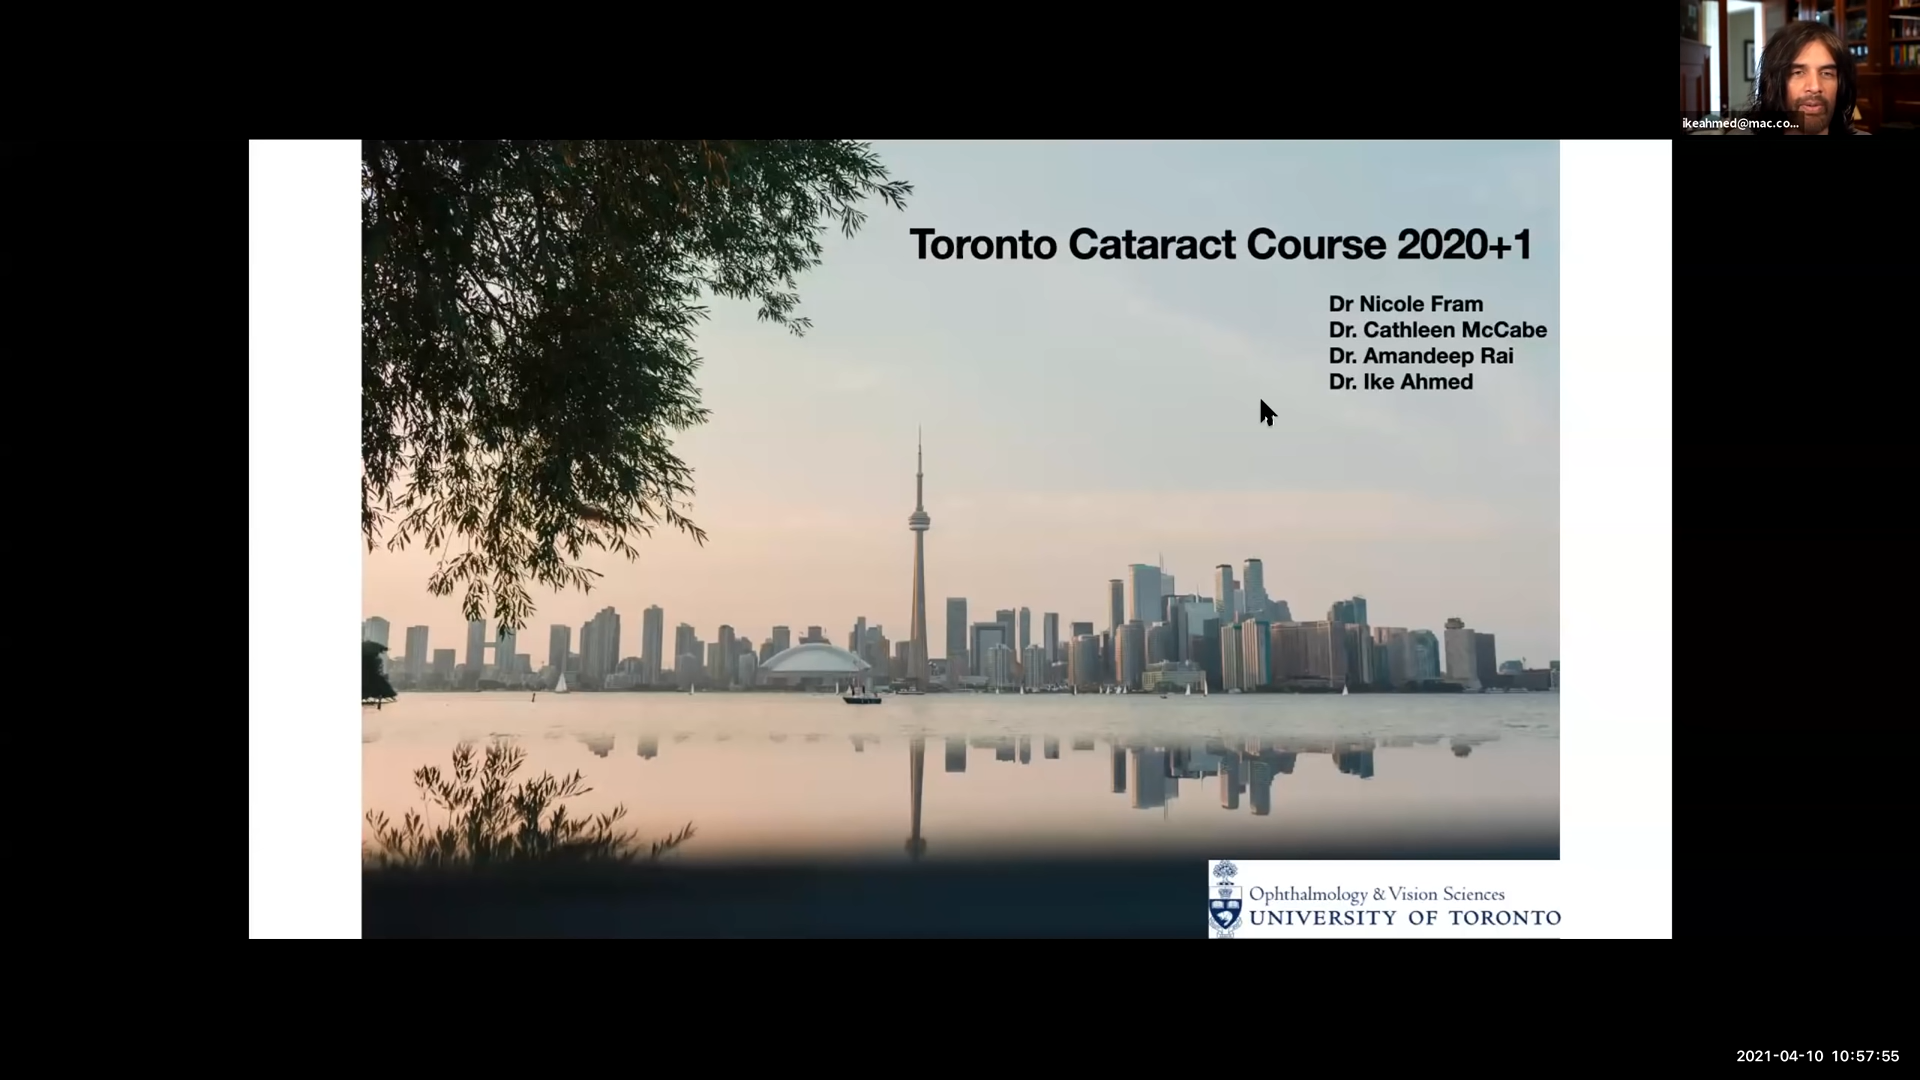 ikeahmed@mac.co...
Toronto Cataract Course 2020+1
Dr Nicole Fram
Dr. Cathleen McCabe
Dr. Amandeep Rai
Dr. Ike Ahmed
Ophthalmology & Vision Sciences
UNIVERSITY OF TORONTO
2021-04-10 10:57:55